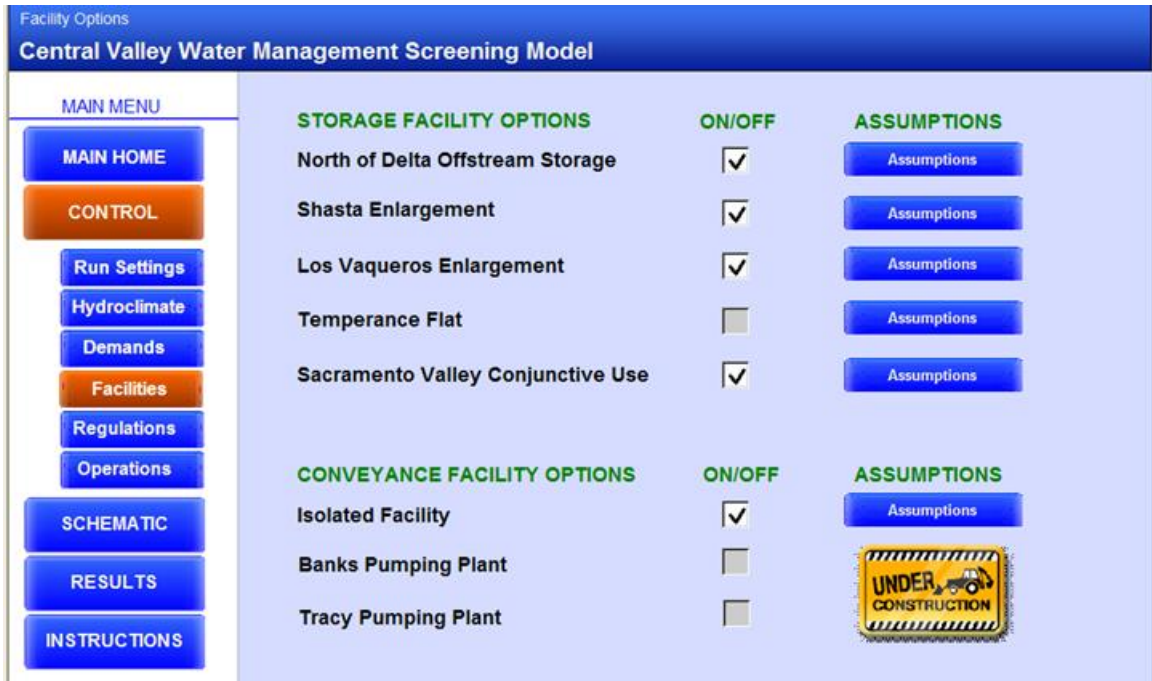 Facility Options
Central Valley Water Management Screening Model
MAIN MENU
MAIN HOME
CONTROL
Run Settings
Hydroclimate
Demands
Facilities
Regulations
Operations
SCHEMATIC
RESULTS
INSTRUCTIONS
STORAGE FACILITY OPTIONS ON/OFF ASSUMPTIONS
North of Delta Offstream Storage Assumptions
Shasta Enlargement Assumptions
Los Vaqueros Enlargement Assumptions
Temperance Flat Assumptions
Sacramento Valley Conjunctive Use Assumptions
CONVEYANCE FACILITY OPTIONS ON/OFF ASSUMPTIONS
Isolated Facility Assumptions
Banks Pumping Plant
Tracy Pumping Plant
UNDER
CONSTRUCTION